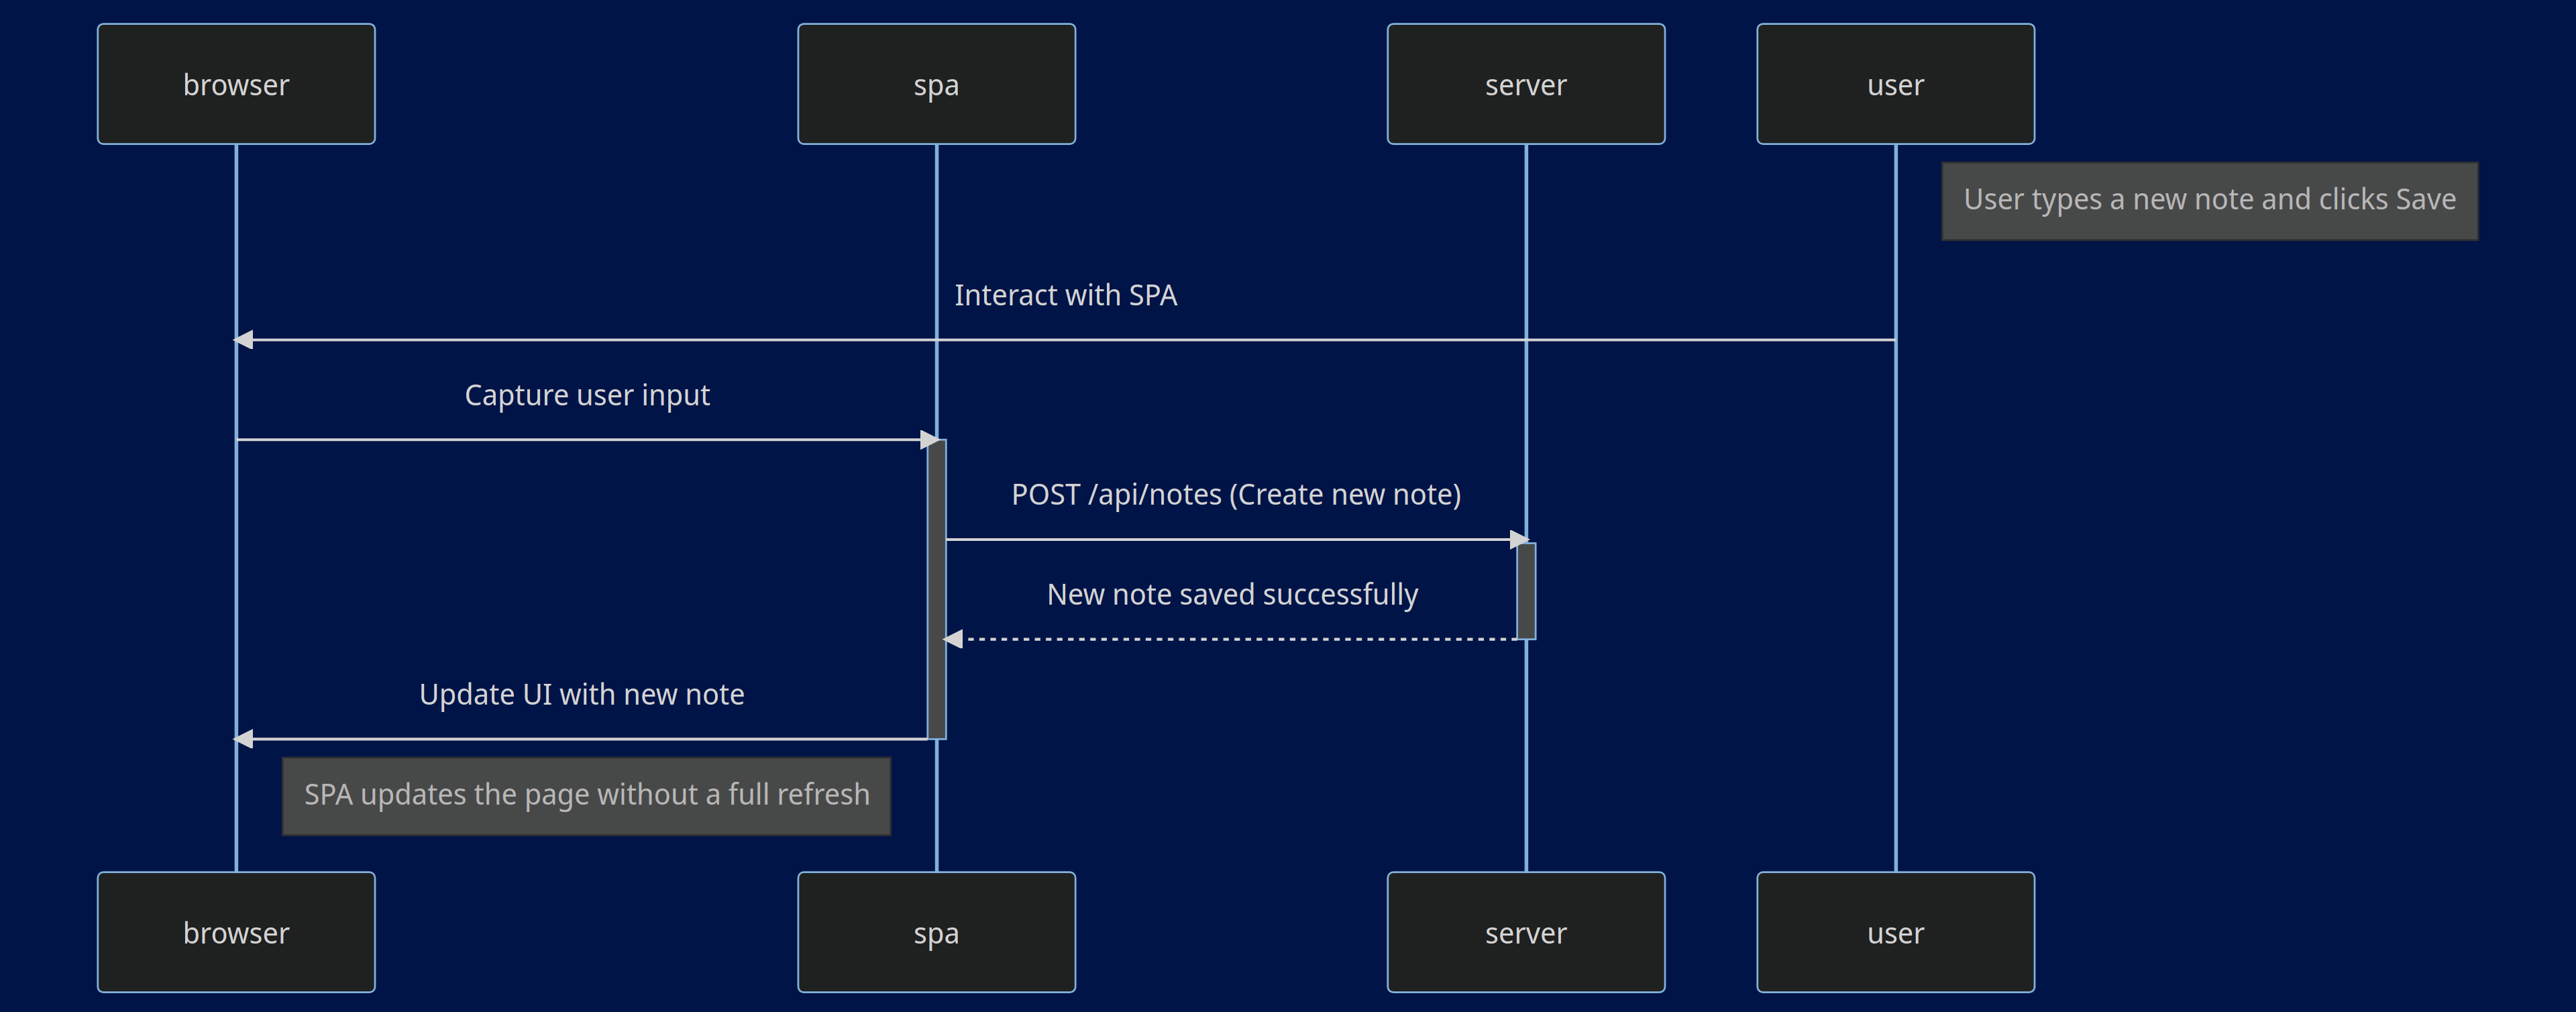 browser
spa
server
user
User types a new note and clicks Save
Interact with SPA
Capture user input
POST /api/notes (Create new note)
New note saved successfully
Update UI with new note
SPA updates the page without a full refresh
browser
spa
server
user